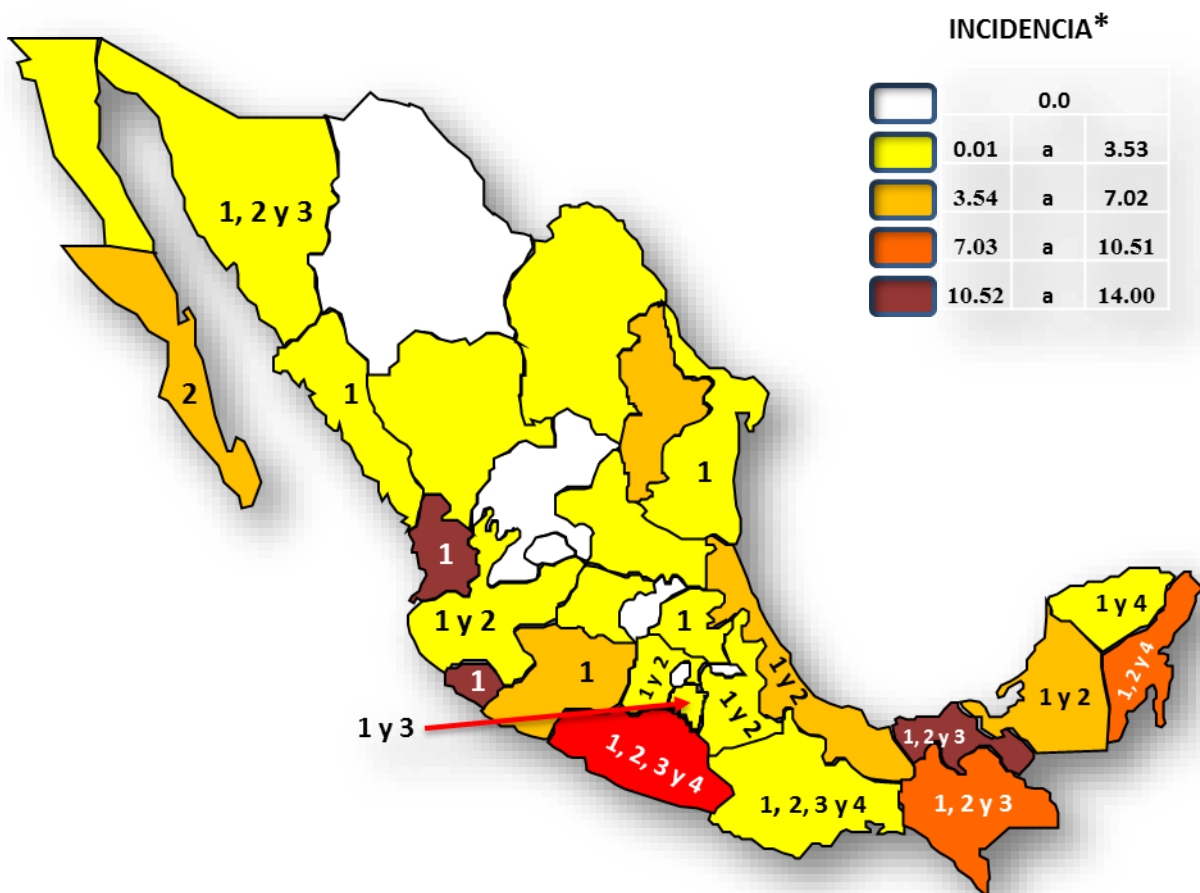 INCIDENCIA*
0.0
0.01 a 3.53
3.54 a 7.02
7.03 a 10.51
10.52 a 14.00
1, 2 y 3
2
1
1
1
1 y 2
1
1
1
1 y 2
1 y 2
1 y 2
1 y 3
1, 2, 3 y 4
1, 2, 3 y 4
1, 2 y 3
1, 2 y 3
1 y 2
1 y 4
1, 2 y 4